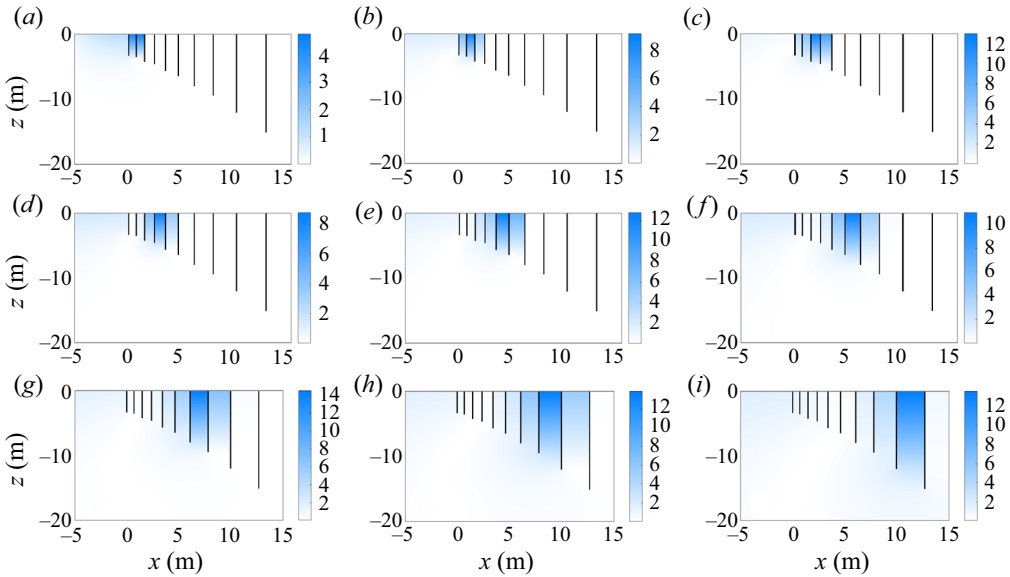 (a) (b) (c)
0 0 0
4 8 12
z (m) 3 6 10
−10 −10 8
2 4 −10 6
1 2 4
2
−20 −20 −20
−5 0 5 10 15 −5 0 5 10 15 −5 0 5 10 15
(d) (e) (f)
0 8 0 12 0 10
z (m) 6 10 8
−10 4 −10 8 −10 6
6 4
2 4 2
2
−20 −20 −20
−5 0 5 10 15 −5 0 5 10 15 −5 0 5 10 15
(g) (h) (i)
0 14 0 12 0 12
12 10 10
z (m) 10 8 8
−10 8 −10 6 −10 6
6 4 4
4 2 2
2
−20 −20 −20
−5 0 5 10 15 −5 0 5 10 15 −5 0 5 10 15
x (m) x (m) x (m)